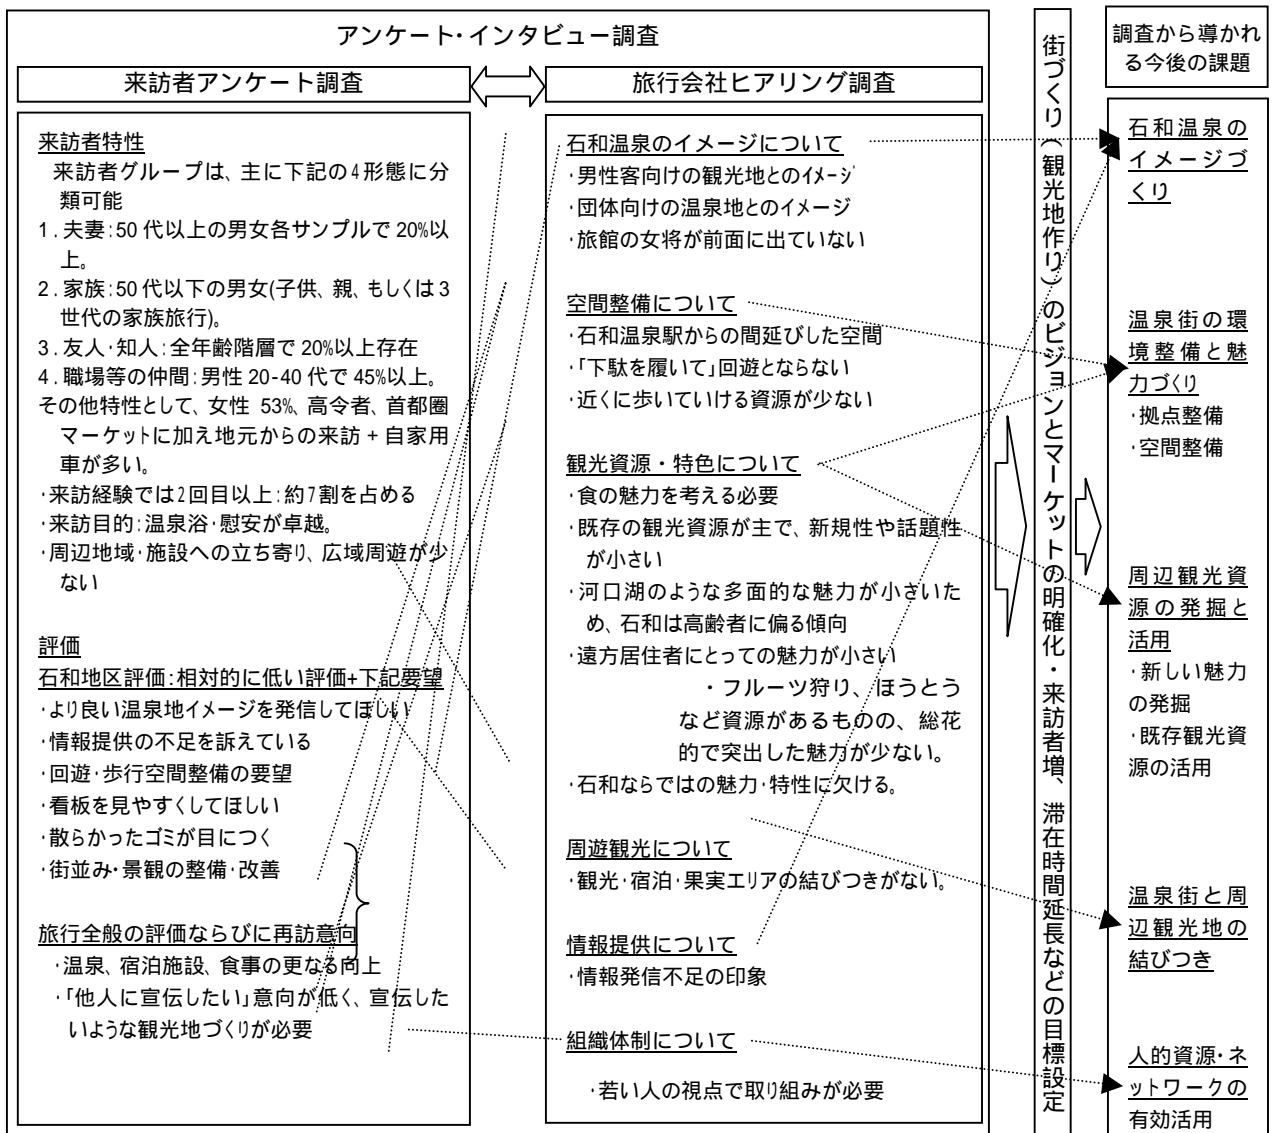 アンケート･インタビュー調査
来訪者アンケート調査
来訪者特性
来訪者グループは、主に下記の4形態に分
類可能
1．夫妻：50代以上の男女各サンプルで20%以
上。
2．家族：50代以下の男女(子供、親、もしくは3
世代の家族旅行)。
3．友人･知人：全年齢階層で20%以上存在
4．職場等の仲間：男性20-40代で45%以上。
その他特性として、女性 53%、高令者、首都圏
マーケットに加え地元からの来訪＋自家用
車が多い。
･来訪経験では2回目以上：約7割を占める
･来訪目的：温泉浴･慰安が卓越。
･周辺地域･施設への立ち寄り、広域周遊が少
ない
評価
石和地区評価：相対的に低い評価+下記要望
･より良い温泉地イメージを発信してほしい
･情報提供の不足を訴えている
･回遊･歩行空間整備の要望
･看板を見やすくしてほしい
･散らかったゴミが目につく
･街並み･景観の整備･改善
旅行全般の評価ならびに再訪意向
･温泉、宿泊施設、食事の更なる向上
･｢他人に宣伝したい｣意向が低く、宣伝した
いような観光地づくりが必要
旅行会社ヒアリング調査
石和温泉のイメージについて
･男性客向けの観光地とのイメージ
･団体向けの温泉地とのイメージ
･旅館の女将が前面に出ていない
空間整備について
･石和温泉駅からの間延びした空間
･｢下駄を履いて｣回遊とならない
･近くに歩いていける資源が少ない
観光資源・特色について
･食の魅力を考える必要
･既存の観光資源が主で、新規性や話題性
が小さい
･河口湖のような多面的な魅力が小さいた
め、石和は高齢者に偏る傾向
･遠方居住者にとっての魅力が小さい
・フルーツ狩り、ほうとう
など資源があるものの、総花
的で突出した魅力が少ない。
･石和ならではの魅力･特性に欠ける。
周遊観光について
･観光･宿泊･果実エリアの結びつきがない。
情報提供について
･情報発信不足の印象
組織体制について
･若い人の視点で取り組みが必要
街づくり（観光地作り）のビジョンとマーケットの明確化・来訪者増、滞在時間延長などの目標設定
調査から導かれ
る今後の課題
石和温泉の
イメージづ
くり
温泉街の環
境整備と魅
力づくり
･拠点整備
･空間整備
周辺観光資
源の発掘と
活用
･新しい魅力
の発掘
･既存観光資
源の活用
温泉街と周
辺観光地の
結びつき
人的資源･ネ
ットワークの
有効活用